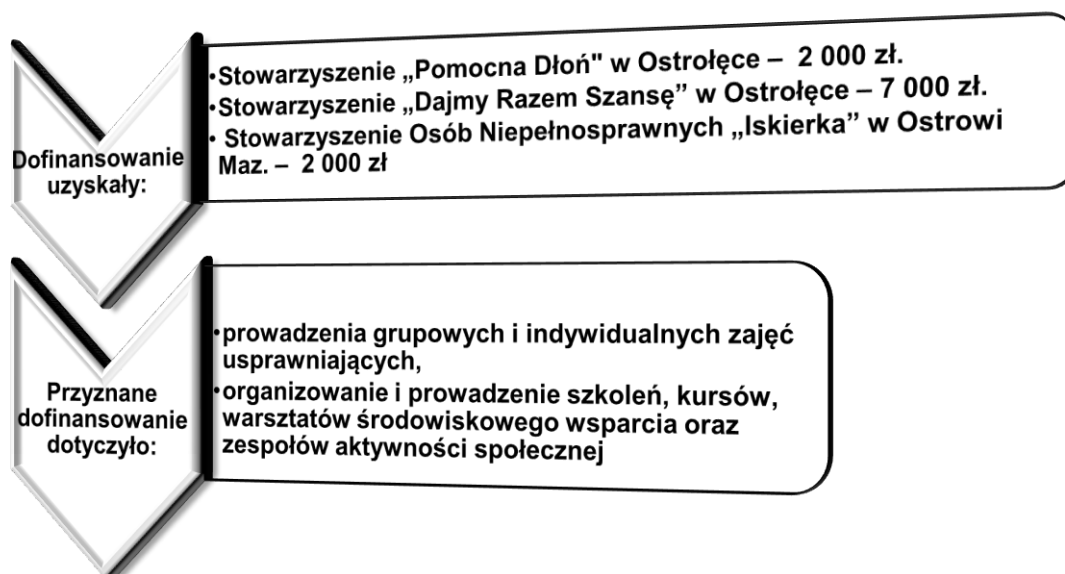 Dofinansowanie
uzyskały:
•Stowarzyszenie „Pomocna Dłoń" w Ostrołęce – 2 000 zł.
•Stowarzyszenie „Dajmy Razem Szansę” w Ostrołęce – 7 000 zł.
• Stowarzyszenie Osób Niepełnosprawnych „Iskierka” w Ostrowi
Maz. – 2 000 zł
Przyznane
dofinansowanie
dotyczyło:
•prowadzenia grupowych i indywidualnych zajęć
usprawniających,
•organizowanie i prowadzenie szkoleń, kursów,
warsztatów środowiskowego wsparcia oraz
zespołów aktywności społecznej